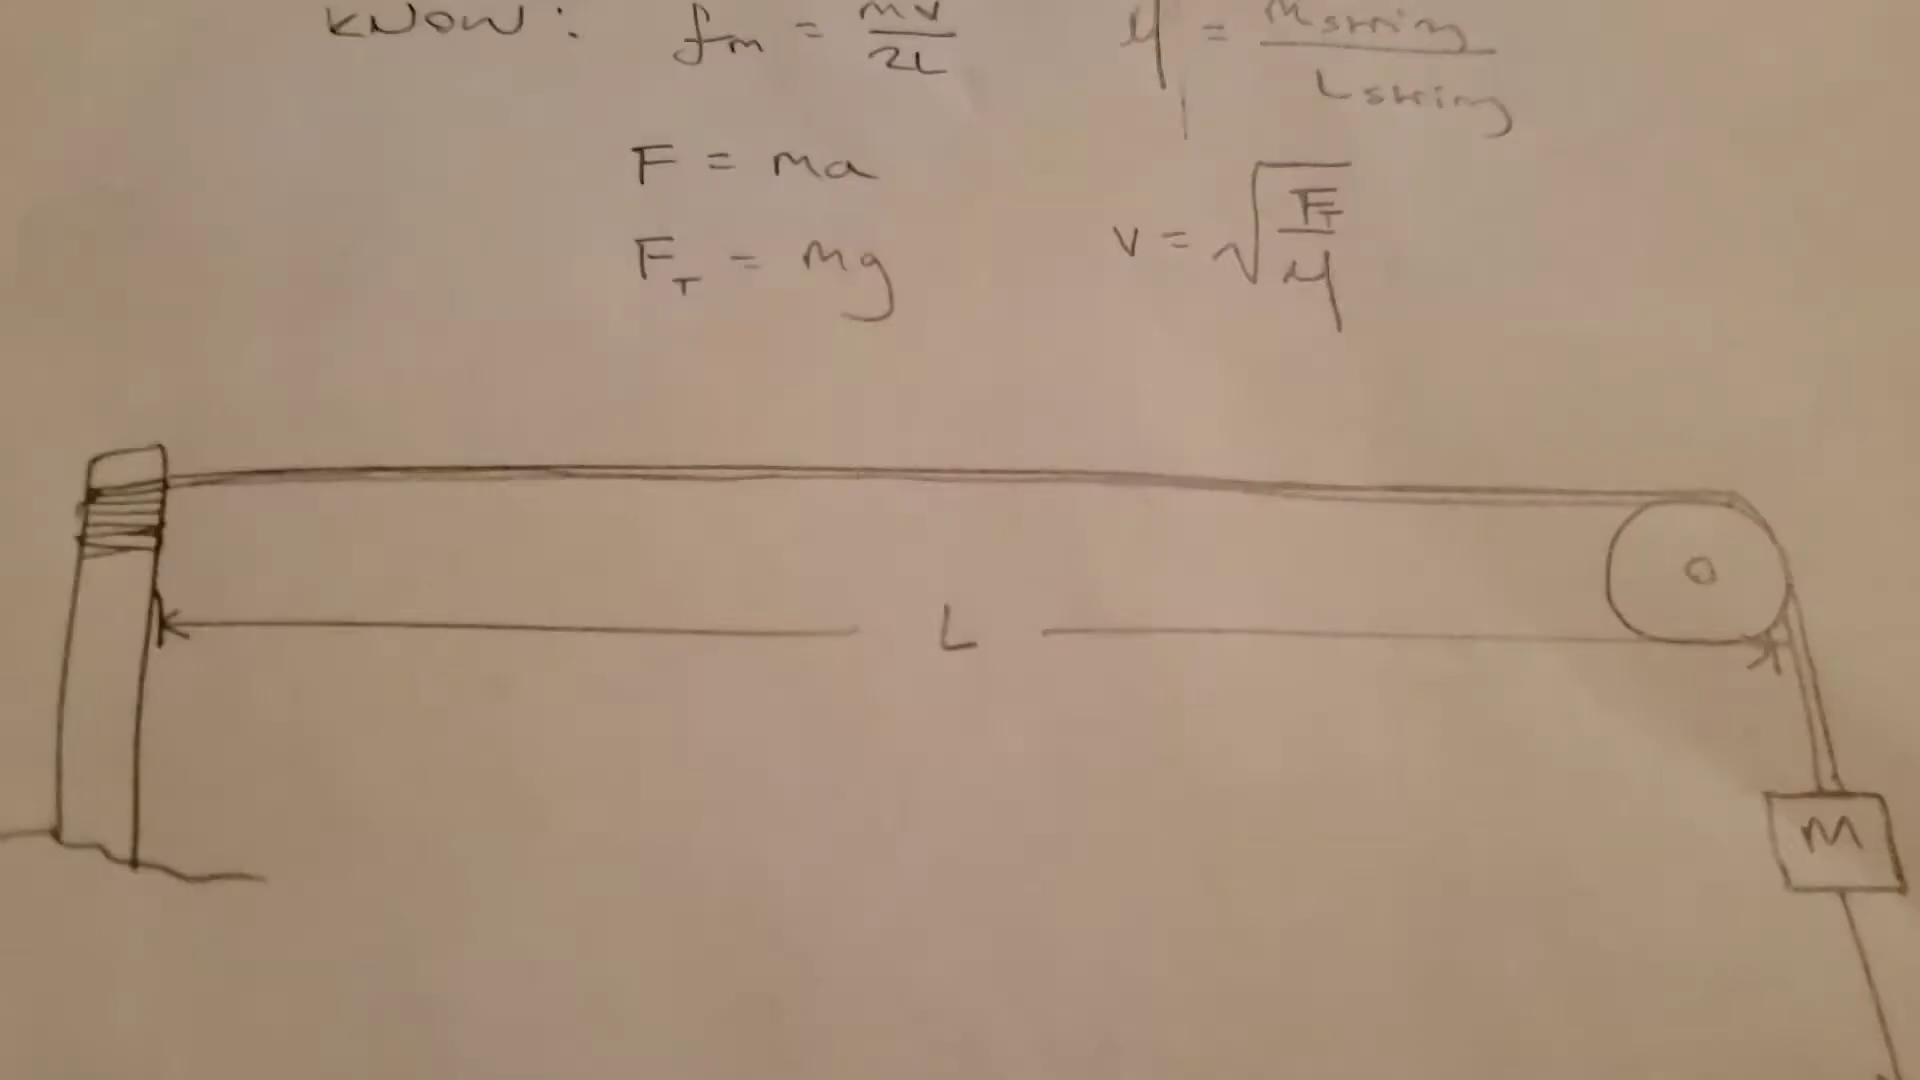 KNOW: fm = mv/2L μ = mstring/Lstring
F = ma
FT = mg v = √FT/μ
L
m